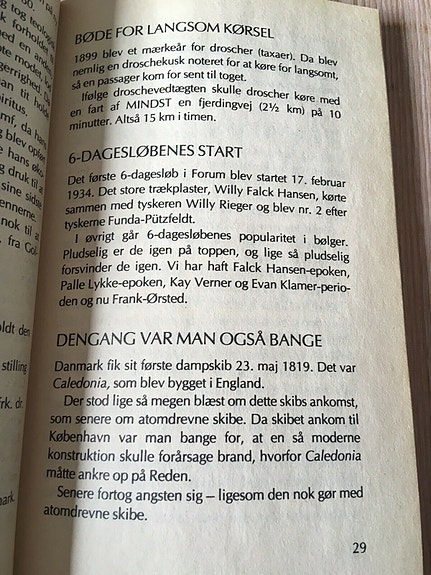 BØDE FOR LANGSOM KØRSEL
1899 blev et mærkeår for droscher (taxaer). Da blev
nemlig en droschekusk noteret for at køre for langsomt,
så en passager kom for sent til toget.
Ifølge droschevedtægten skulle droscher køre med
en fart af MINDST en fjerdingvej (2½ km) på 10
minutter. Altså 15 km i timen.
6-DAGESLØBENES START
Det første 6-dagesløb i Forum blev startet 17. februar
1934. Det store trækplaster, Willy Falck Hansen, kørte
sammen med tyskeren Willy Rieger og blev nr. 2 efter
tyskerne Funda-Pützfeldt.
I øvrigt går 6-dagesløbenes popularitet i bølger.
Pludselig er de igen på toppen, og lige så pludselig
forsvinder de igen. Vi har haft Falck Hansen-epoken,
Palle Lykke-epoken, Kay Verner og Evan Klamer-perio-
den og nu Frank-Ørsted.
DENGANG VAR MAN OGSÅ BANGE
Danmark fik sit første dampskib 23. maj 1819. Det var
Caledonia, som blev bygget i England.
Der stod lige så megen blæst om dette skibs ankomst,
som senere om atomdrevne skibe. Da skibet ankom til
København var man bange for, at en så moderne
konstruktion skulle forårsage brand, hvorfor Caledonia
måtte ankre op på Reden.
Senere fortog angsten sig – ligesom den nok gør med
atomdrevne skibe.
29